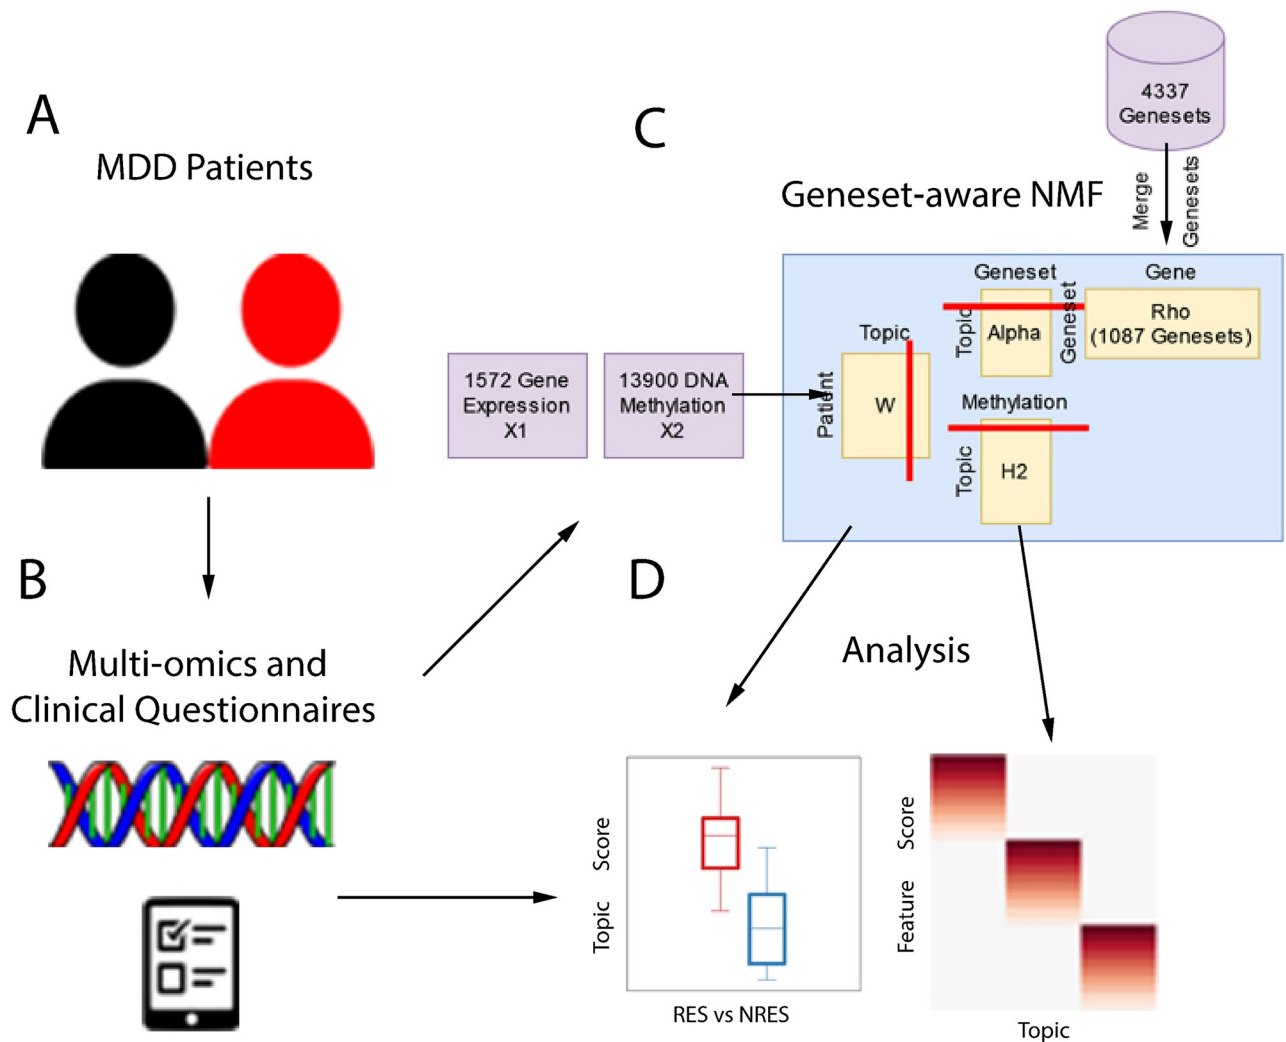 A
MDD Patients
B
Multi-omics and
Clinical Questionnaires
C
Geneset-aware NMF
4337
Genesets
Merge
Genesets
1572 Gene
Expression
X1
13900 DNA
Methylation
X2
Topic
Patient
W
Geneset
Topic
Alpha
Gene
Geneset
Rho
(1087 Genesets)
Methylation
Topic
H2
D
Analysis
Topic Score
RES vs NRES
Feature Score
Topic